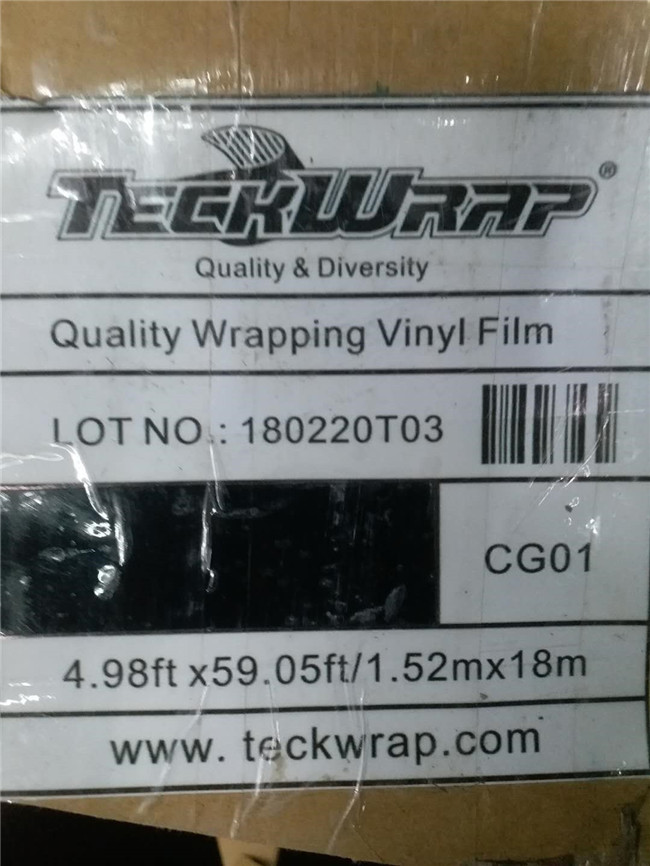 TECKWRAP®
Quality & Diversity
Quality Wrapping Vinyl Film
LOT NO.: 180220T03
CG01
4.98ft x59.05ft/1.52mx18m
www. teckwrap.com